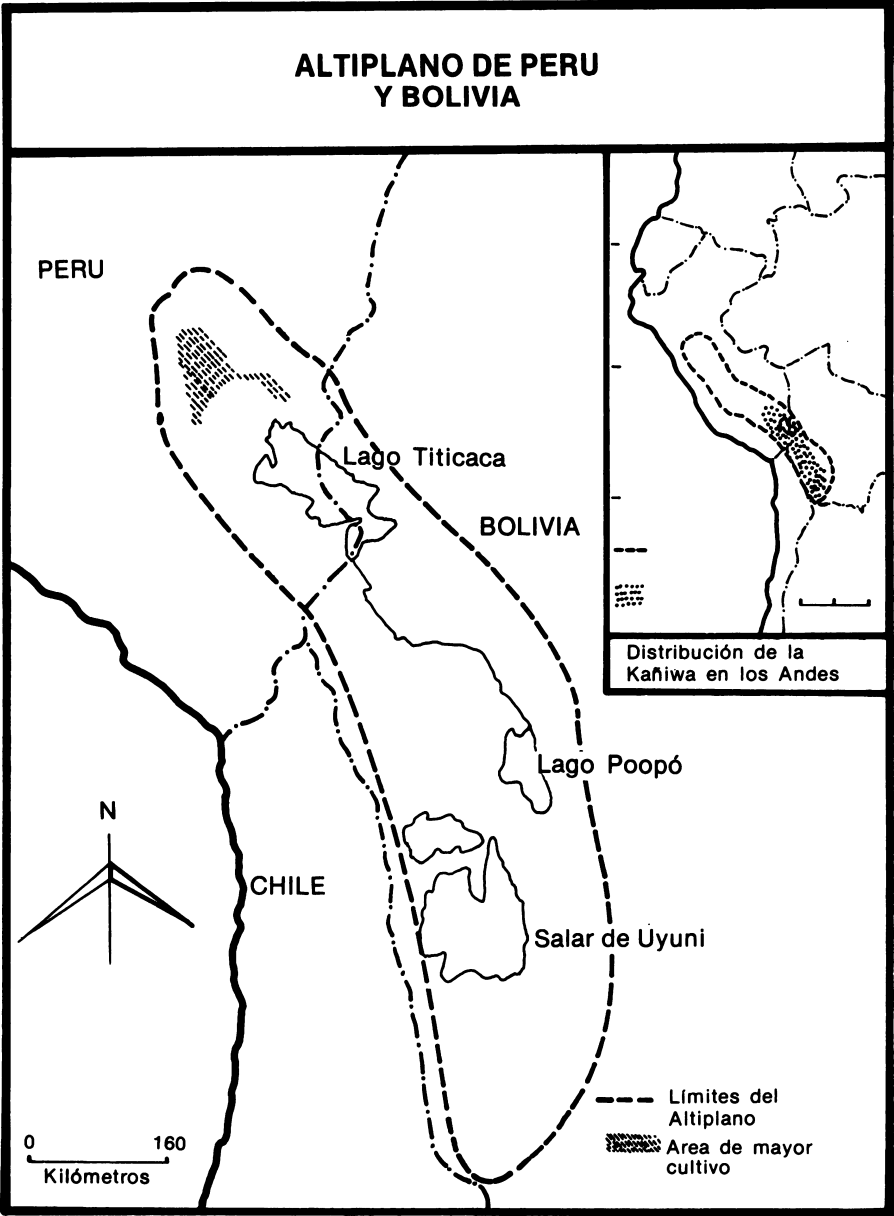 ALTIPLANO DE PERU
Y BOLIVIA
PERU
Lago Titicaca
BOLIVIA
Distribución de la
Kañiwa en los Andes
Lago Poopó
N
CHILE
Salar de Uyuni
Límites del
Altiplano
Area de mayor
cultivo
0 160
Kilómetros